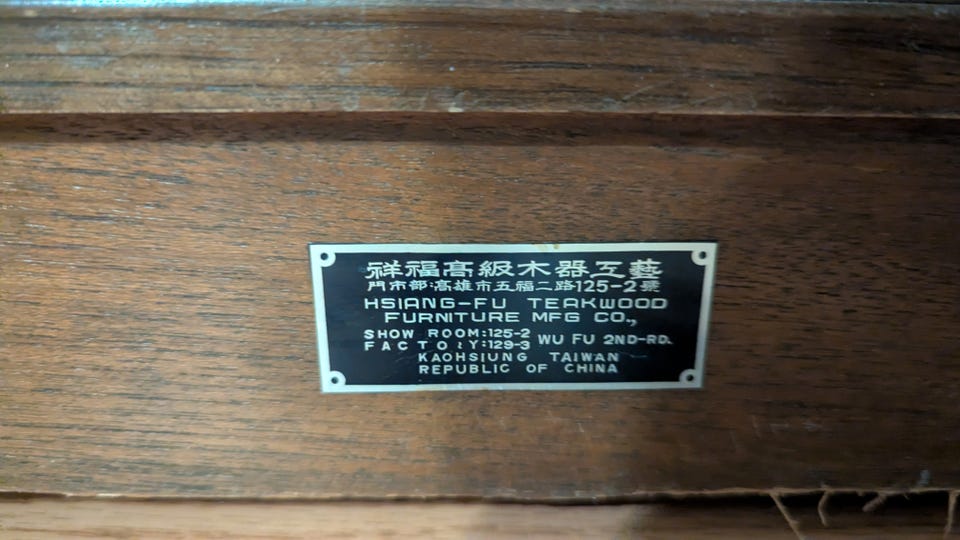 祥福高級木器工藝
門市部:高雄市五福二路125-2號
HSIANG-FU TEAKWOOD
FURNITURE MFG CO.,
SHOW ROOM:125-2
FACTORY:129-3
WU FU 2ND-RD.
KAOHSIUNG TAIWAN
REPUBLIC OF CHINA